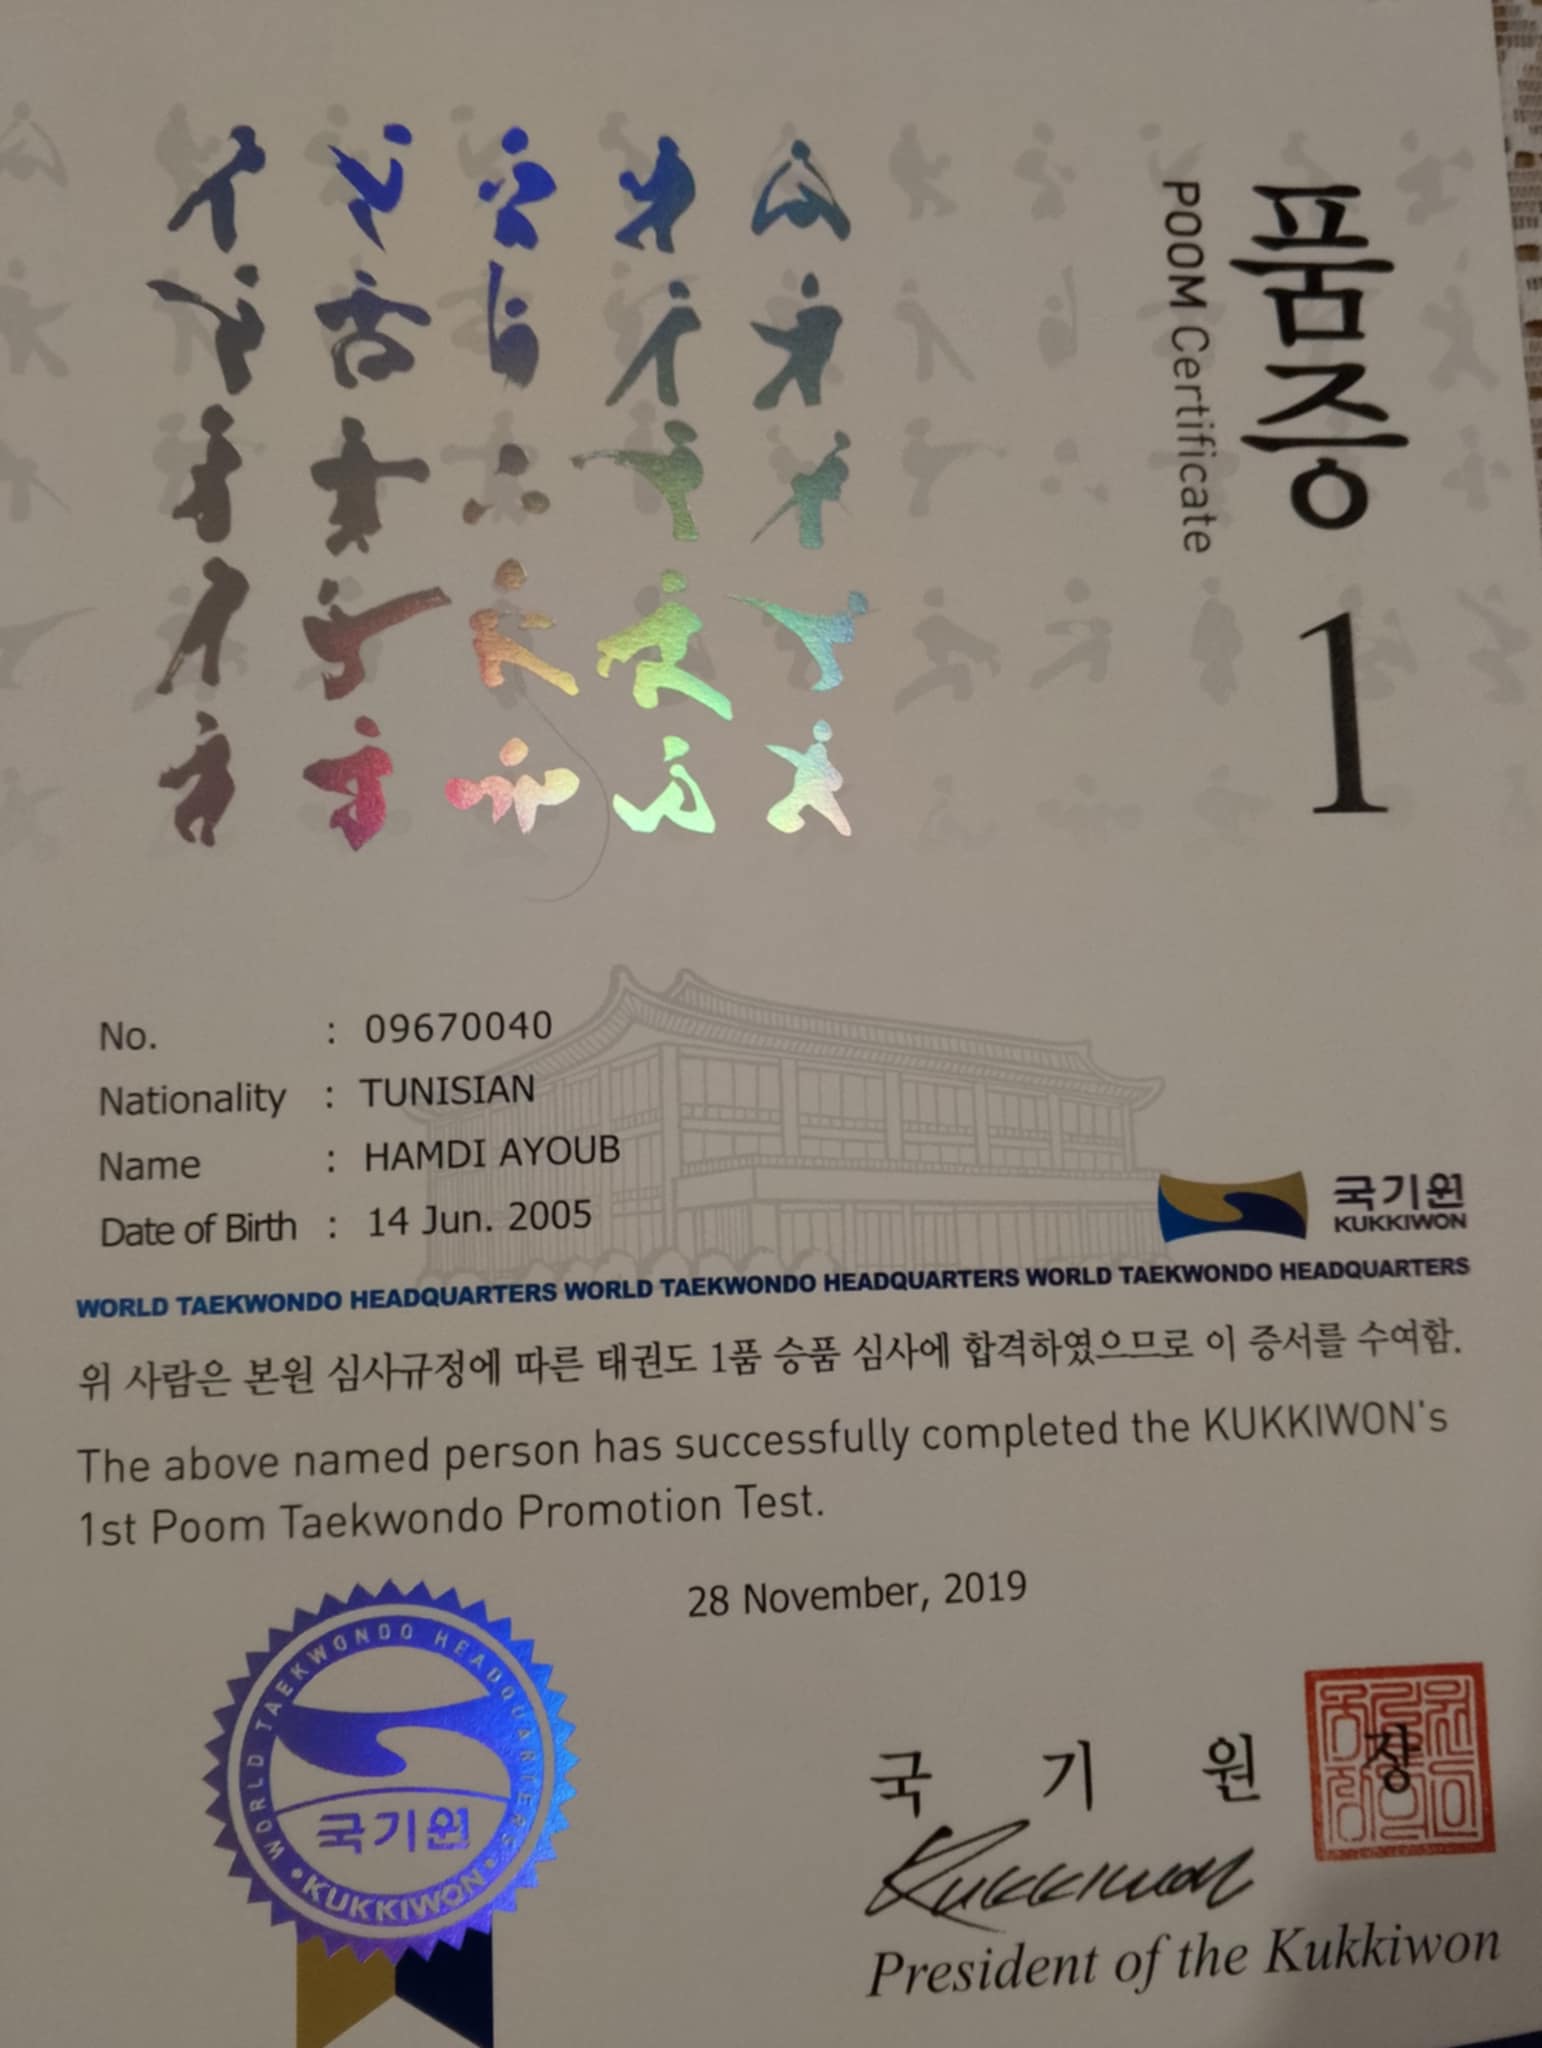 품증 1
POOM Certificate
No. : 09670040
Nationality : TUNISIAN
Name : HAMDI AYOUB
Date of Birth : 14 Jun. 2005
국기원
KUKKIWON
WORLD TAEKWONDO HEADQUARTERS WORLD TAEKWONDO HEADQUARTERS WORLD TAEKWONDO HEADQUARTERS
위 사람은 본원 심사규정에 따른 태권도 1품 승품 심사에 합격하였으므로 이 증서를 수여함.
The above named person has successfully completed the KUKKIWON's
1st Poom Taekwondo Promotion Test.
28 November, 2019
WORLD TAEKWONDO HEADQUARTERS
국기원
• KUKKIWON •
국 기 원 장
Kukkiwon
President of the Kukkiwon